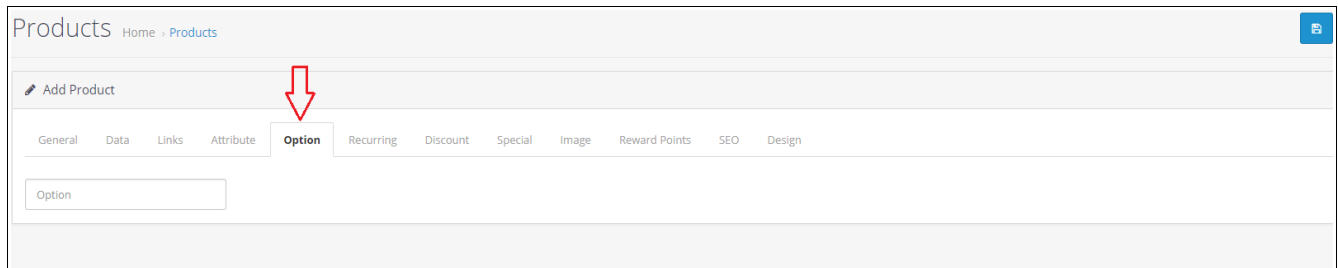 Products Home › Products
Add Product
General Data Links Attribute Option Recurring Discount Special Image Reward Points SEO Design
Option